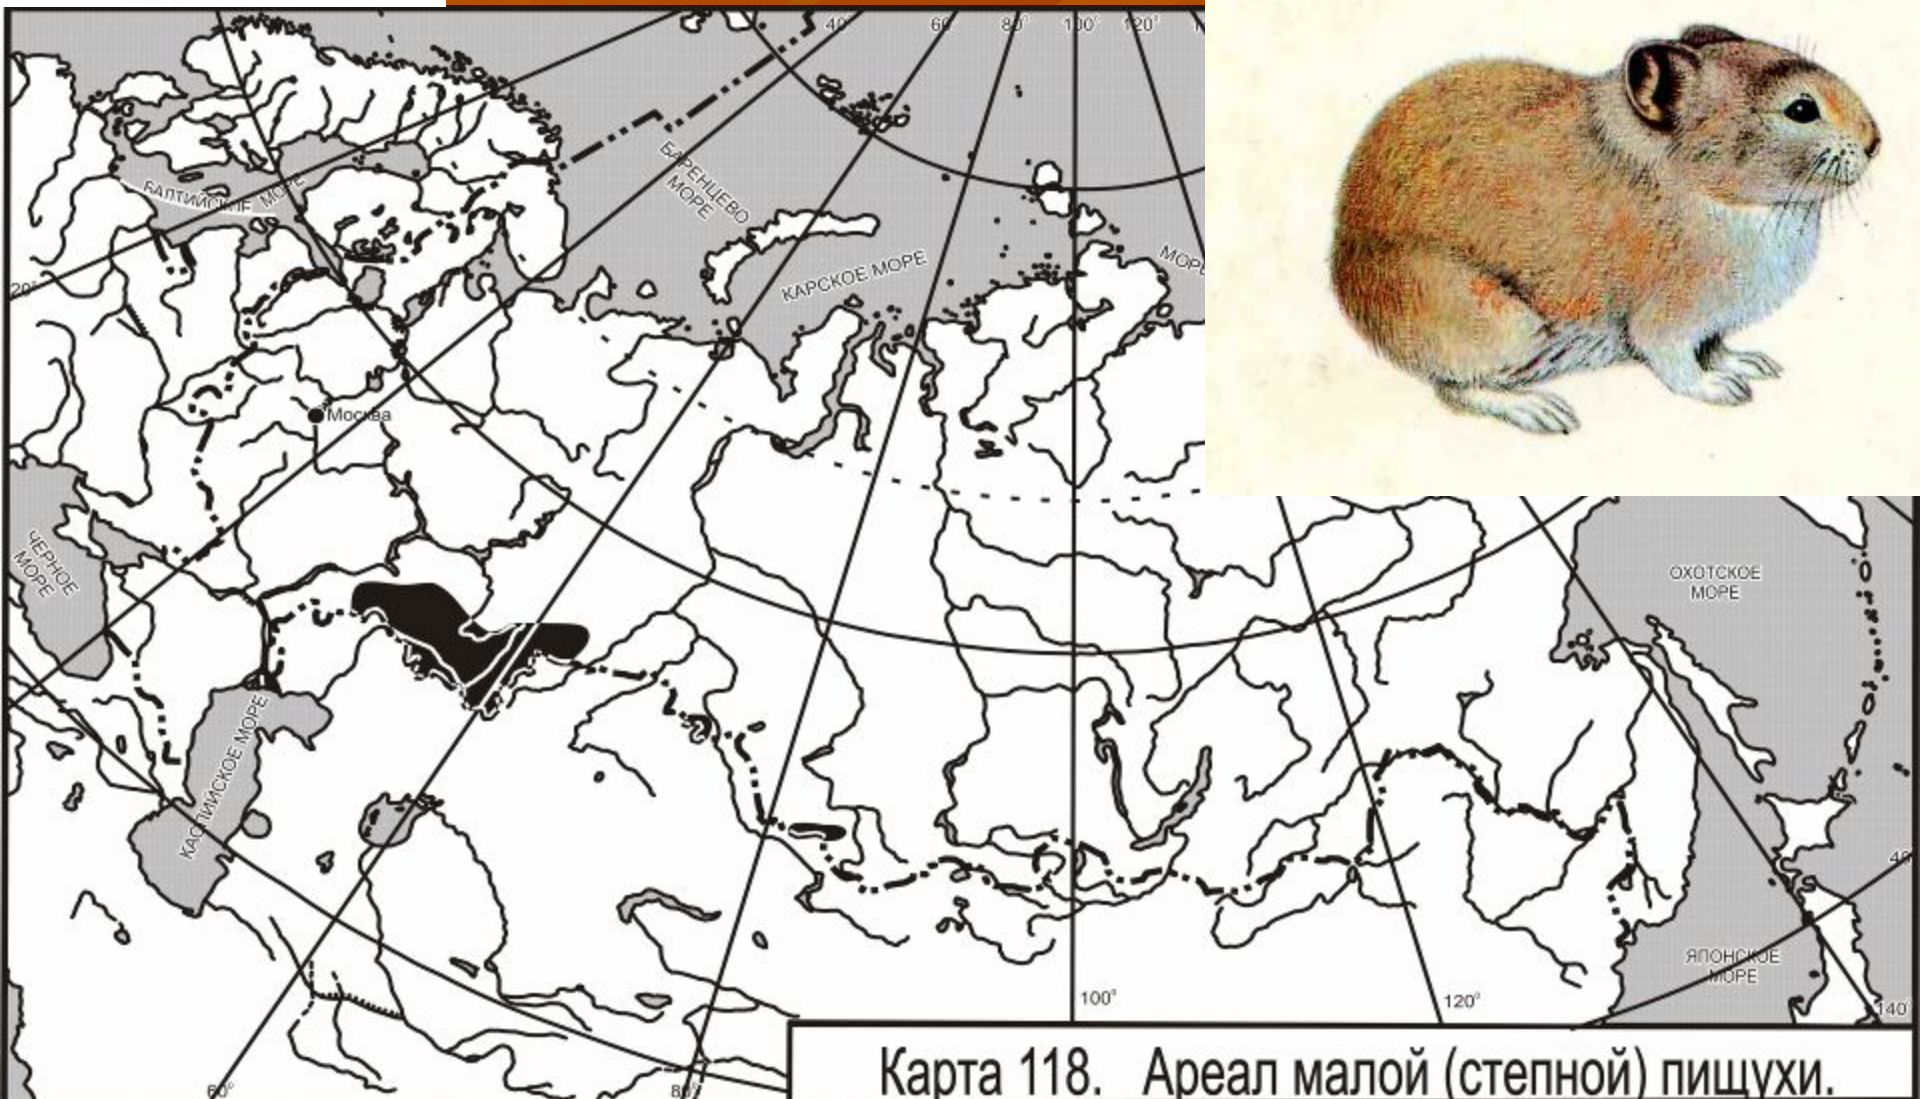 40°
60°
80°
100°
120°
БАРЕНЦЕВО
МОРЕ
БАЛТИЙСКОЕ МОРЕ
КАРСКОЕ МОРЕ
МОРЕ
20°
Москва
ЧЕРНОЕ
МОРЕ
ОХОТСКОЕ
МОРЕ
КАСПИЙСКОЕ МОРЕ
40°
ЯПОНСКОЕ
МОРЕ
100°
120°
140°
60°
80°
Карта 118. Ареал малой (степной) пищухи.